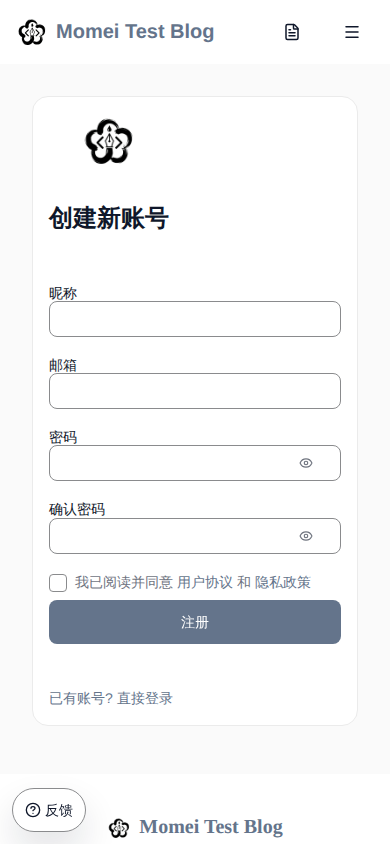 Momei Test Blog
创建新账号
昵称
邮箱
密码
确认密码
我已阅读并同意 用户协议 和 隐私政策
注册
已有账号? 直接登录
反馈
Momei Test Blog